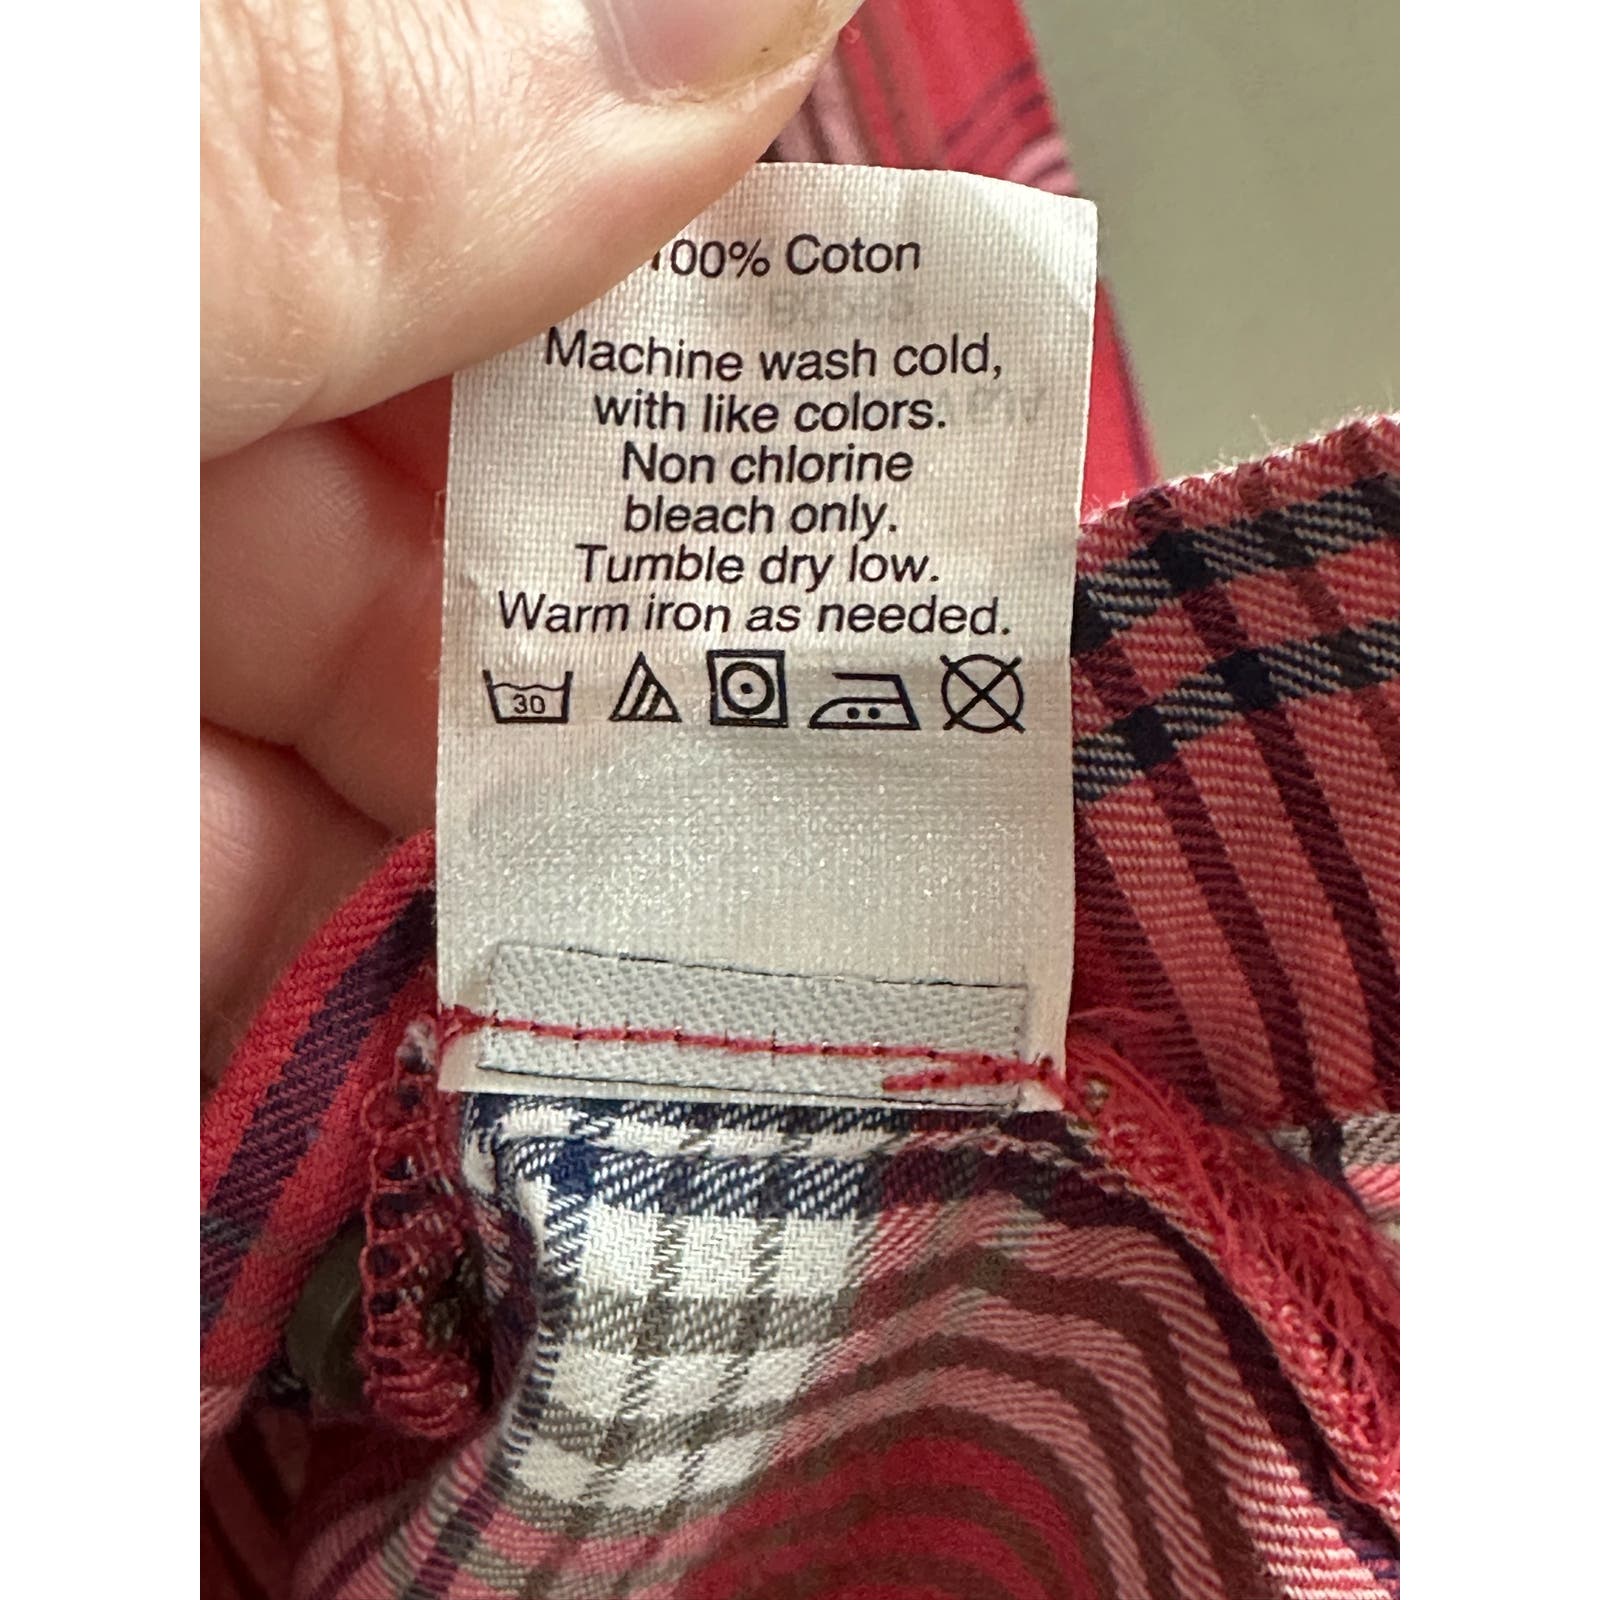 100% Coton
Machine wash cold,
with like colors.
Non chlorine
bleach only.
Tumble dry low.
Warm iron as needed.
30